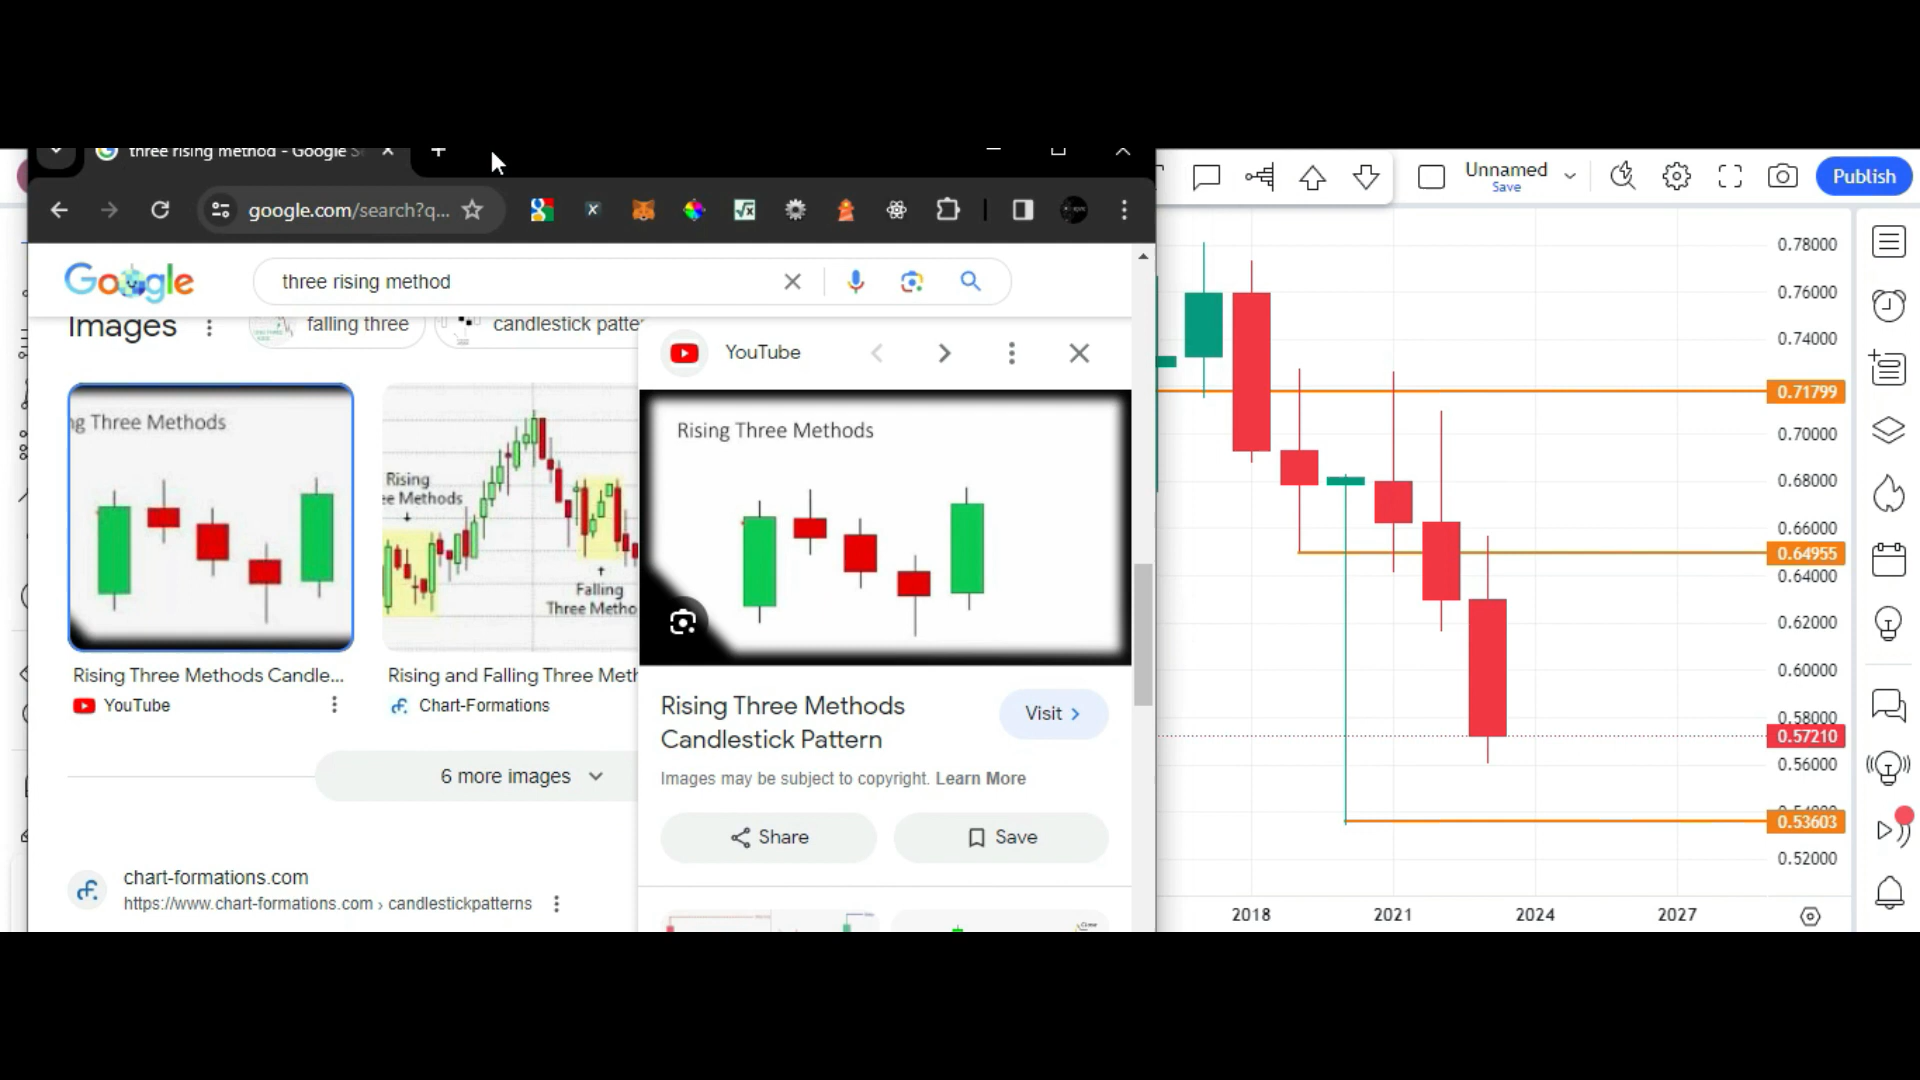 three rising method - Google S
google.com/search?q...
Google
three rising method
Images
falling three
candlestick patte
YouTube
ng Three Methods
Rising
ee Methods
Falling
Three Metho
Rising Three Methods
Rising Three Methods Candle...
YouTube
Rising and Falling Three Meth
Chart-Formations
6 more images
chart-formations.com
https://www.chart-formations.com › candlestickpatterns
Rising Three Methods
Candlestick Pattern
Visit
Images may be subject to copyright. Learn More
Share
Save
Unnamed
Save
Publish
0.78000
0.76000
0.74000
0.71799
0.70000
0.68000
0.66000
0.64955
0.64000
0.62000
0.60000
0.58000
0.57210
0.56000
0.53603
0.52000
2018
2021
2024
2027